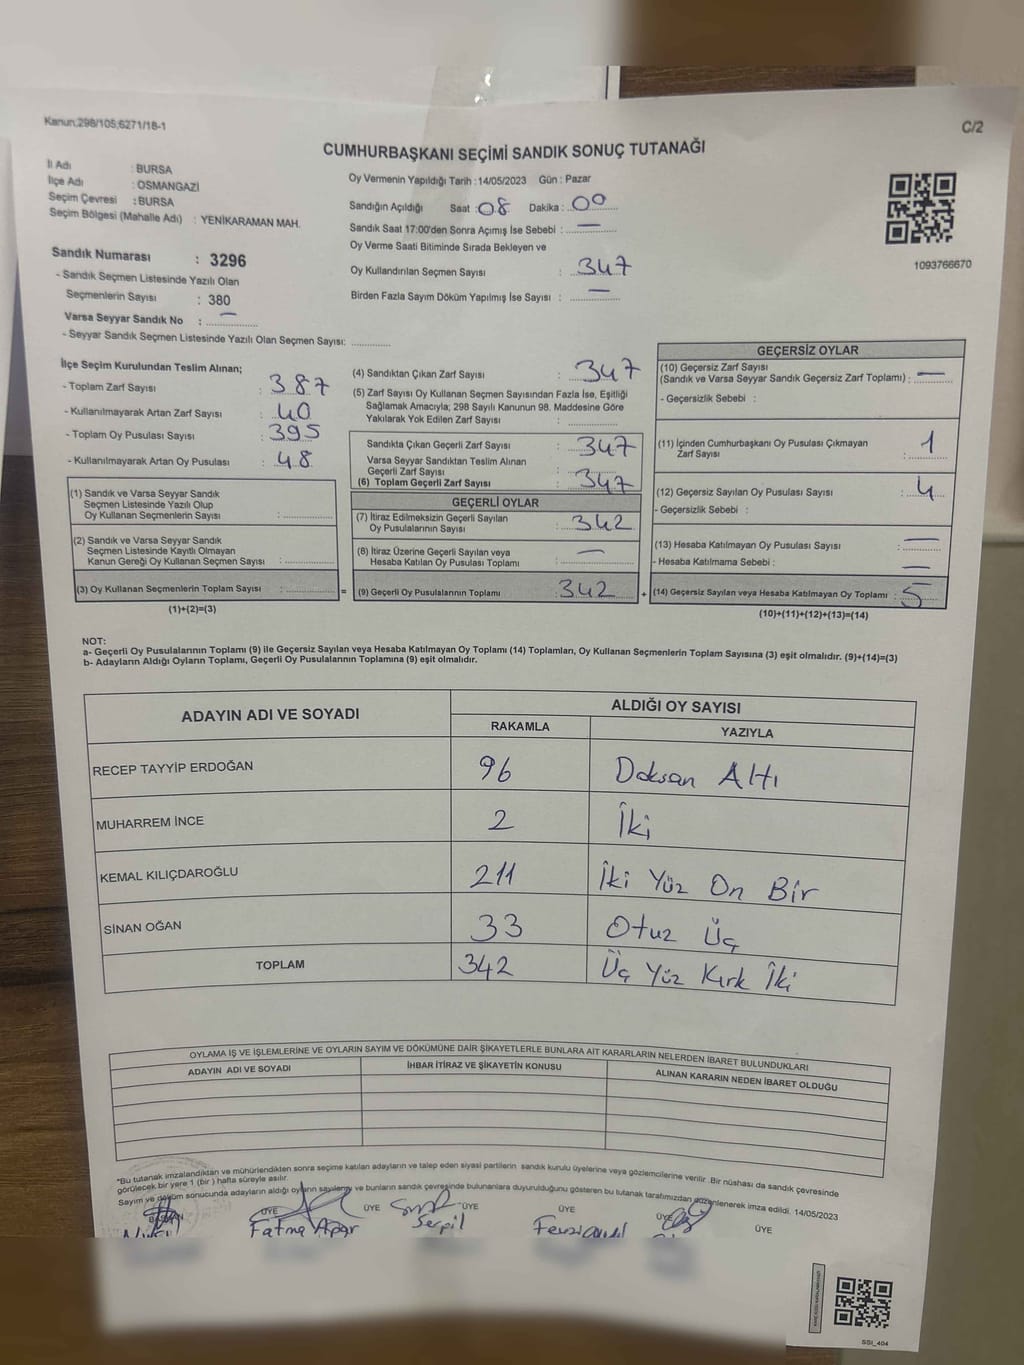 Kanun;298/105;6271/18-1
C/2
CUMHURBAŞKANI SEÇİMİ SANDIK SONUÇ TUTANAĞI
İl Adı : BURSA
İlçe Adı : OSMANGAZİ
Seçim Çevresi : BURSA
Seçim Bölgesi (Mahalle Adı) : YENİKARAMAN MAH.
Sandık Numarası : 3296
- Sandık Seçmen Listesinde Yazılı Olan
Seçmenlerin Sayısı : 380
Varsa Seyyar Sandık No : —
- Seyyar Sandık Seçmen Listesinde Yazılı Olan Seçmen Sayısı: ..............
Oy Vermenin Yapıldığı Tarih : 14/05/2023 Gün : Pazar
Sandığın Açıldığı Saat : 08 Dakika : 00
Sandık Saat 17:00'den Sonra Açımış İse Sebebi : —
Oy Verme Saati Bitiminde Sırada Bekleyen ve
Oy Kullandırılan Seçmen Sayısı : 347
Birden Fazla Sayım Döküm Yapılmış İse Sayısı : —
1093766670
İlçe Seçim Kurulundan Teslim Alınan;
- Toplam Zarf Sayısı : 387
- Kullanılmayarak Artan Zarf Sayısı : 40
- Toplam Oy Pusulası Sayısı : 395
- Kullanılmayarak Artan Oy Pusulası : 48
(1) Sandık ve Varsa Seyyar Sandık
Seçmen Listesinde Yazılı Olup
Oy Kullanan Seçmenlerin Sayısı : ..............
(2) Sandık ve Varsa Seyyar Sandık
Seçmen Listesinde Kayıtlı Olmayan
Kanun Gereği Oy Kullanan Seçmen Sayısı : ..............
(3) Oy Kullanan Seçmenlerin Toplam Sayısı : .............. =
(1)+(2)=(3)
(4) Sandıktan Çıkan Zarf Sayısı : 347
(5) Zarf Sayısı Oy Kullanan Seçmen Sayısından Fazla İse, Eşitliği
Sağlamak Amacıyla; 298 Sayılı Kanunun 98. Maddesine Göre
Yakılarak Yok Edilen Zarf Sayısı : ..............
Sandıkta Çıkan Geçerli Zarf Sayısı : 347
Varsa Seyyar Sandıktan Teslim Alınan
Geçerli Zarf Sayısı : ..............
(6) Toplam Geçerli Zarf Sayısı : 347
GEÇERLİ OYLAR
(7) İtiraz Edilmeksizin Geçerli Sayılan
Oy Pusulalarının Sayısı : 342
(8) İtiraz Üzerine Geçerli Sayılan veya
Hesaba Katılan Oy Pusulası Toplamı : —
(9) Geçerli Oy Pusulalarının Toplamı : 342 +
GEÇERSİZ OYLAR
(10) Geçersiz Zarf Sayısı
(Sandık ve Varsa Seyyar Sandık Geçersiz Zarf Toplamı) : —
- Geçersizlik Sebebi :
(11) İçinden Cumhurbaşkanı Oy Pusulası Çıkmayan
Zarf Sayısı : 1
(12) Geçersiz Sayılan Oy Pusulası Sayısı : 4
- Geçersizlik Sebebi :
(13) Hesaba Katılmayan Oy Pusulası Sayısı : —
- Hesaba Katılmama Sebebi : —
(14) Geçersiz Sayılan veya Hesaba Katılmayan Oy Toplamı : 5
(10)+(11)+(12)+(13)=(14)
NOT:
a- Geçerli Oy Pusulalarının Toplamı (9) ile Geçersiz Sayılan veya Hesaba Katılmayan Oy Toplamı (14) Toplamları, Oy Kullanan Seçmenlerin Toplam Sayısına (3) eşit olmalıdır. (9)+(14)=(3)
b- Adayların Aldığı Oyların Toplamı, Geçerli Oy Pusulalarının Toplamına (9) eşit olmalıdır.
ADAYIN ADI VE SOYADI
ALDIĞI OY SAYISI
RAKAMLA YAZIYLA
RECEP TAYYİP ERDOĞAN 96 Doksan Altı
MUHARREM İNCE 2 İki
KEMAL KILIÇDAROĞLU 211 İki Yüz On Bir
SİNAN OĞAN 33 Otuz Üç
TOPLAM 342 Üç Yüz Kırk İki
OYLAMA İŞ VE İŞLEMLERİNE VE OYLARIN SAYIM VE DÖKÜMÜNE DAİR ŞİKAYETLERLE BUNLARA AİT KARARLARIN NELERDEN İBARET BULUNDUKLARI
ADAYIN ADI VE SOYADI İHBAR İTİRAZ VE ŞİKAYETİN KONUSU ALINAN KARARIN NEDEN İBARET OLDUĞU
*Bu tutanak imzalandıktan ve mühürlendikten sonra seçime katılan adayların ve talep eden siyasi partilerin sandık kurulu üyelerine veya gözlemcilerine verilir .Bir nüshası da sandık çevresinde
görülecek bir yere 1 (bir ) hafta süreyle asılır.
Sayım ve döküm sonucunda adayların aldığı oyların sayılarını ve bunların sandık çevresinde bulunanlara duyurulduğunu gösteren bu tutanak tarafımızdan düzenlenerek imza edildi. 14/05/2023
BAŞKAN ÜYE ÜYE ÜYE ÜYE ÜYE ÜYE
Fatma Serpil
SSI_404